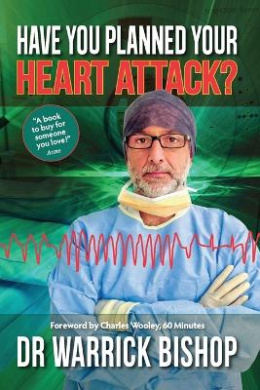 HAVE YOU PLANNED YOUR
HEART ATTACK?
"A book
to buy for
someone
you love!"
Foreword by Charles Wooley, 60 Minutes
DR WARRICK BISHOP